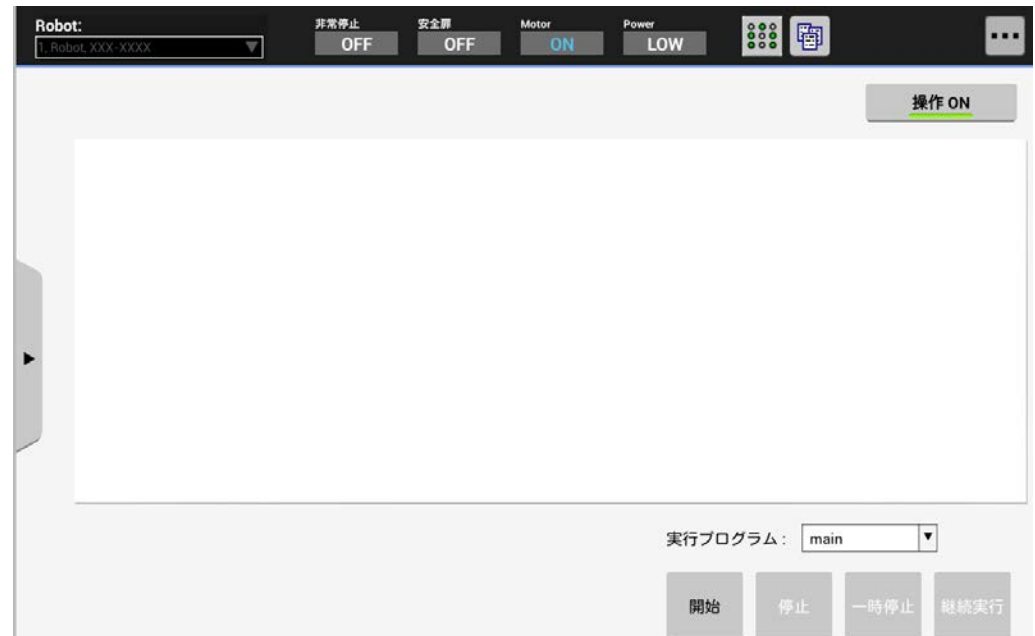 Robot:
1, Robot, XXX-XXXX
非常停止
OFF
安全扉
OFF
Motor
ON
Power
LOW
操作 ON
実行プログラム : main
開始 停止 一時停止 継続実行